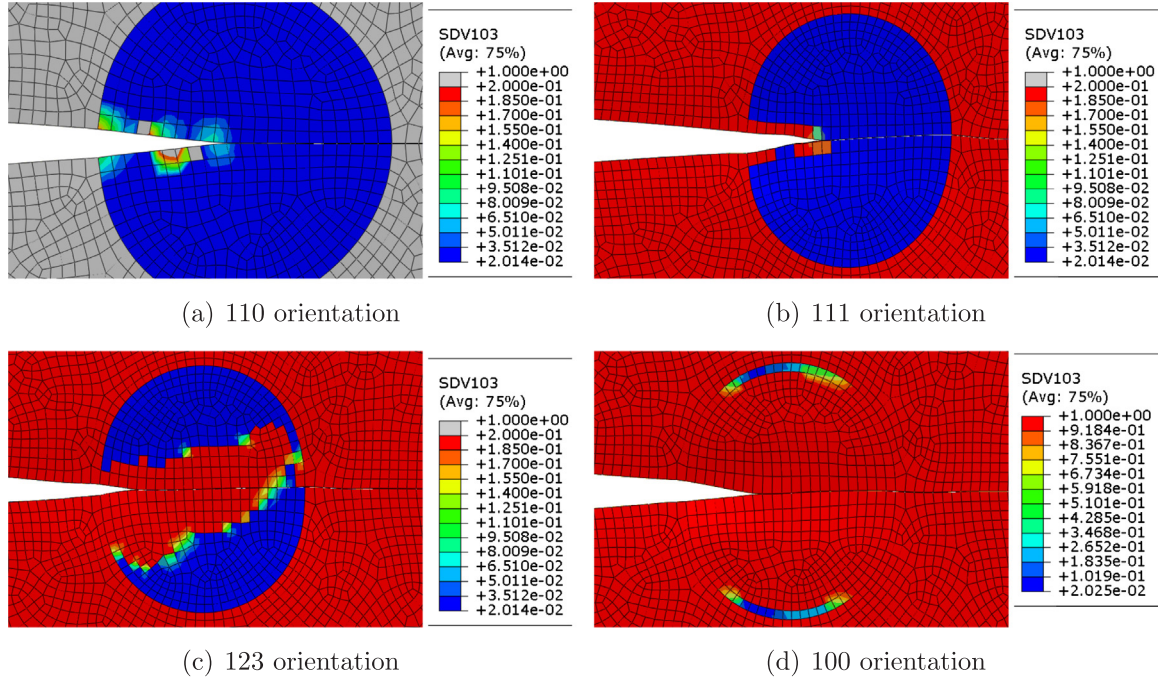 SDV103
(Avg: 75%)
+1.000e+00
+2.000e-01
+1.850e-01
+1.700e-01
+1.550e-01
+1.400e-01
+1.251e-01
+1.101e-01
+9.508e-02
+8.009e-02
+6.510e-02
+5.011e-02
+3.512e-02
+2.014e-02
SDV103
(Avg: 75%)
+1.000e+00
+2.000e-01
+1.850e-01
+1.700e-01
+1.550e-01
+1.400e-01
+1.251e-01
+1.101e-01
+9.508e-02
+8.009e-02
+6.510e-02
+5.011e-02
+3.512e-02
+2.014e-02
(a) 110 orientation
(b) 111 orientation
SDV103
(Avg: 75%)
+1.000e+00
+2.000e-01
+1.850e-01
+1.700e-01
+1.550e-01
+1.400e-01
+1.251e-01
+1.101e-01
+9.508e-02
+8.009e-02
+6.510e-02
+5.011e-02
+3.512e-02
+2.014e-02
SDV103
(Avg: 75%)
+1.000e+00
+9.184e-01
+8.367e-01
+7.551e-01
+6.734e-01
+5.918e-01
+5.101e-01
+4.285e-01
+3.468e-01
+2.652e-01
+1.835e-01
+1.019e-01
+2.025e-02
(c) 123 orientation
(d) 100 orientation